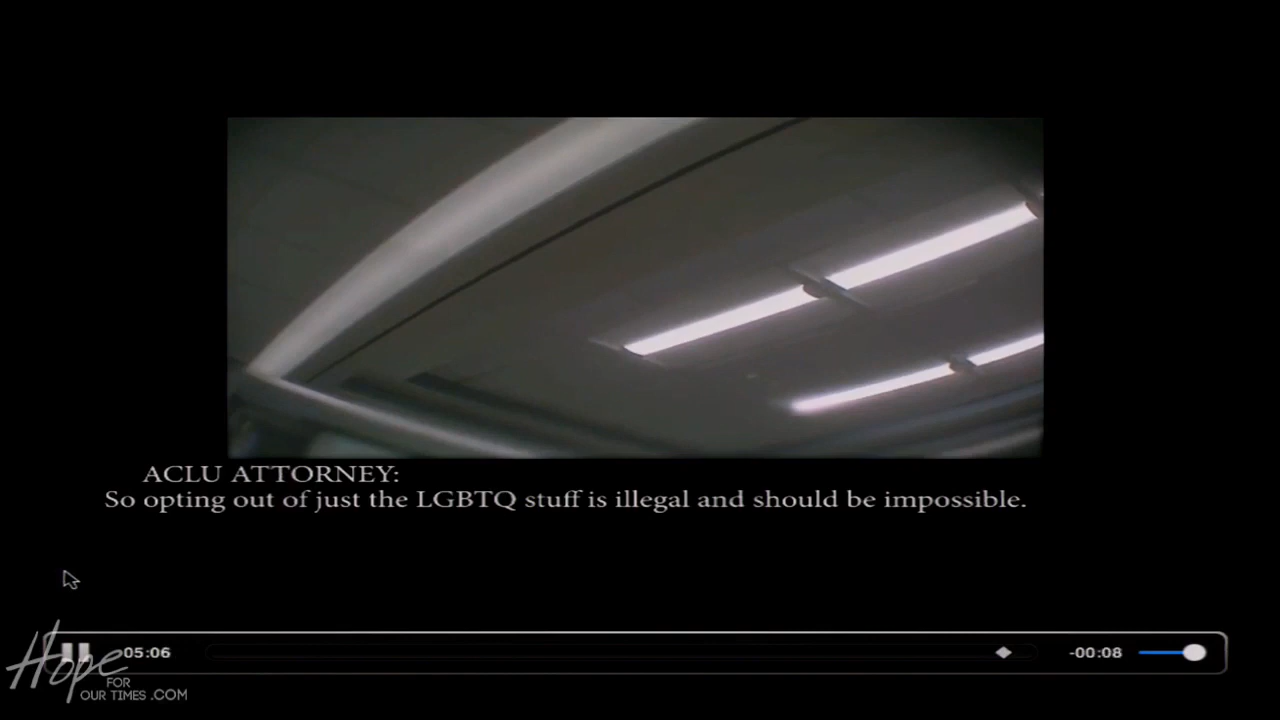 ACLU ATTORNEY:
So opting out of just the LGBTQ stuff is illegal and should be impossible.
05:06
-00:08
Hope
FOR
OUR TIMES .COM